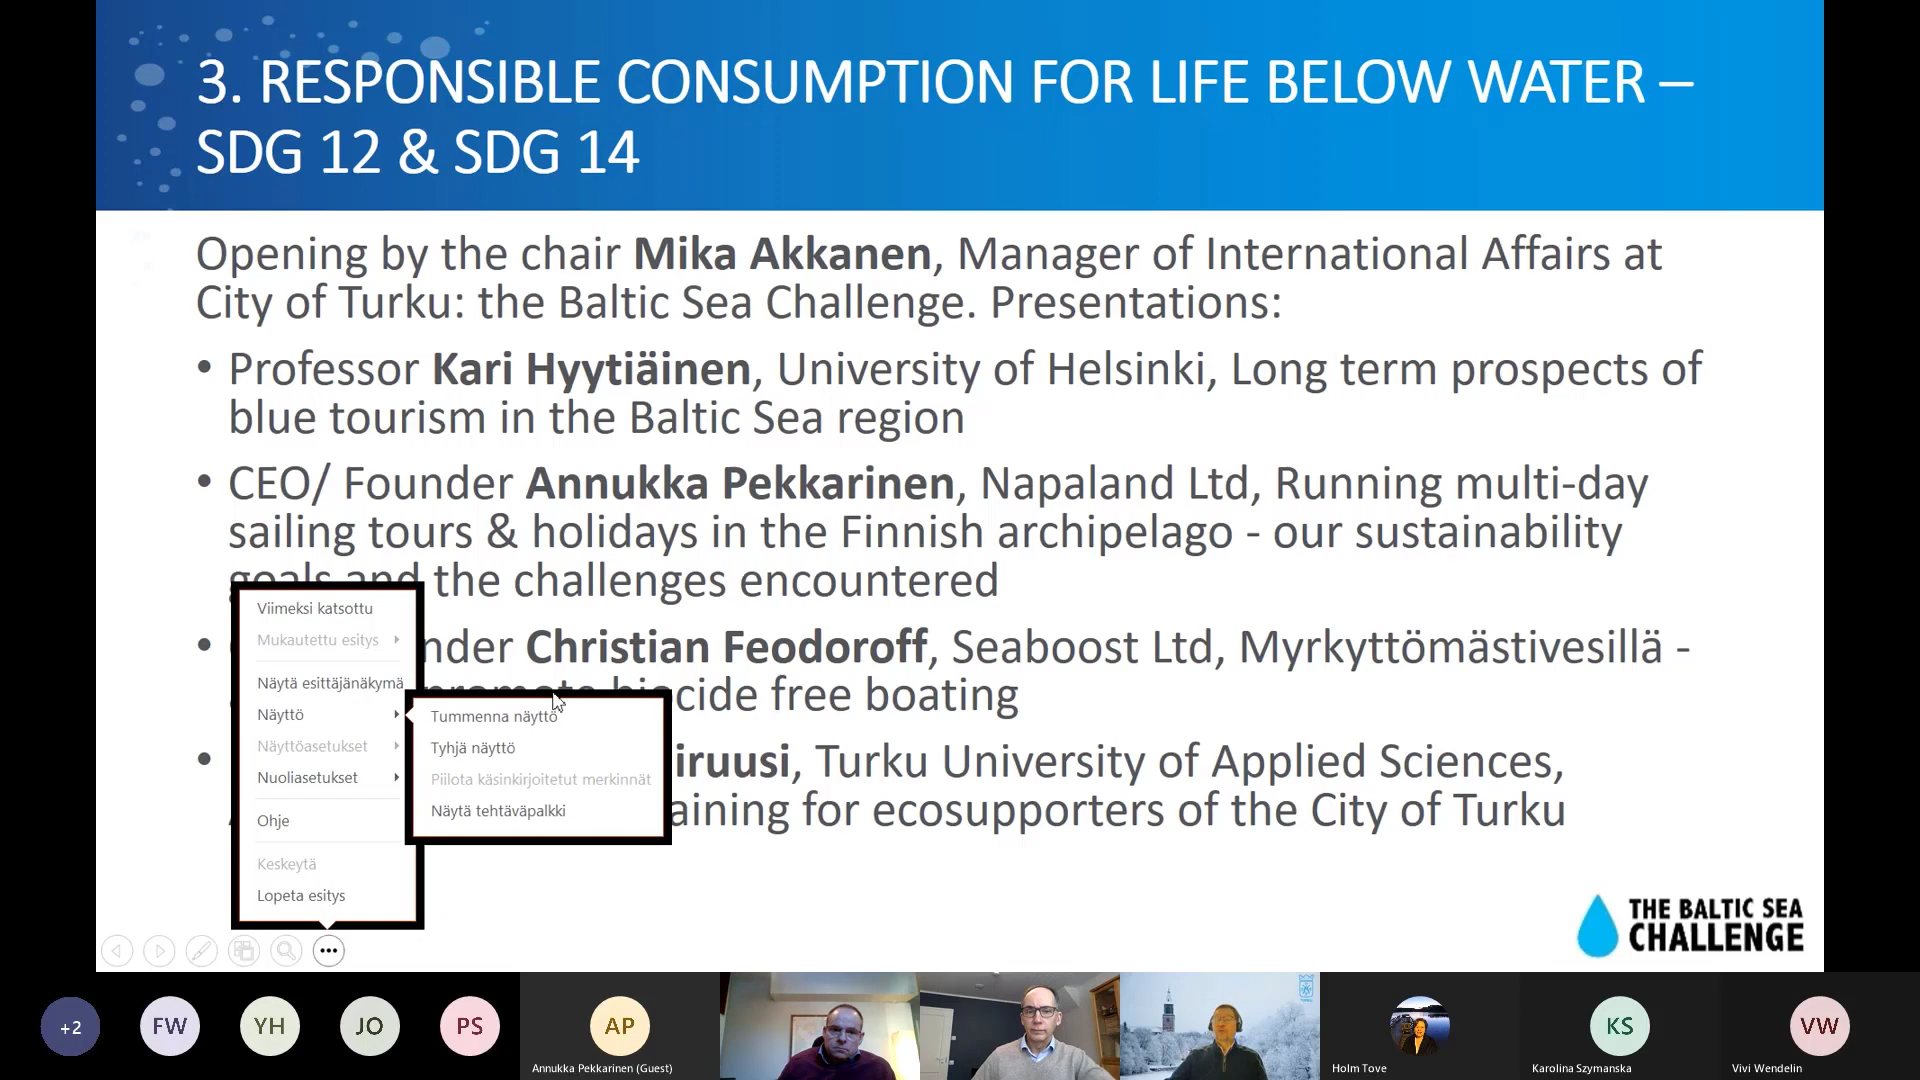 3. RESPONSIBLE CONSUMPTION FOR LIFE BELOW WATER –
SDG 12 & SDG 14
Opening by the chair Mika Akkanen, Manager of International Affairs at
City of Turku: the Baltic Sea Challenge. Presentations:
• Professor Kari Hyytiäinen, University of Helsinki, Long term prospects of
blue tourism in the Baltic Sea region
• CEO/ Founder Annukka Pekkarinen, Napaland Ltd, Running multi-day
sailing tours & holidays in the Finnish archipelago - our sustainability
goals and the challenges encountered
• Christian Feodoroff, Seaboost Ltd, Myrkyttömästivesillä -
promote biocide free boating
• Turku University of Applied Sciences,
for ecosupporters of the City of Turku
Viimeksi katsottu
Mukautettu esitys
Näytä esittäjänäkymä
Näyttö
Näyttöasetukset
Nuoliasetukset
Ohje
Keskeytä
Lopeta esitys
Tummenna näyttö
Tyhjä näyttö
Piilota käsinkirjoitetut merkinnät
Näytä tehtäväpalkki
THE BALTIC SEA
CHALLENGE
+2
FW
YH
JO
PS
AP
Annukka Pekkarinen (Guest)
Holm Tove
KS
Karolina Szymanska
VW
Vivi Wendelin